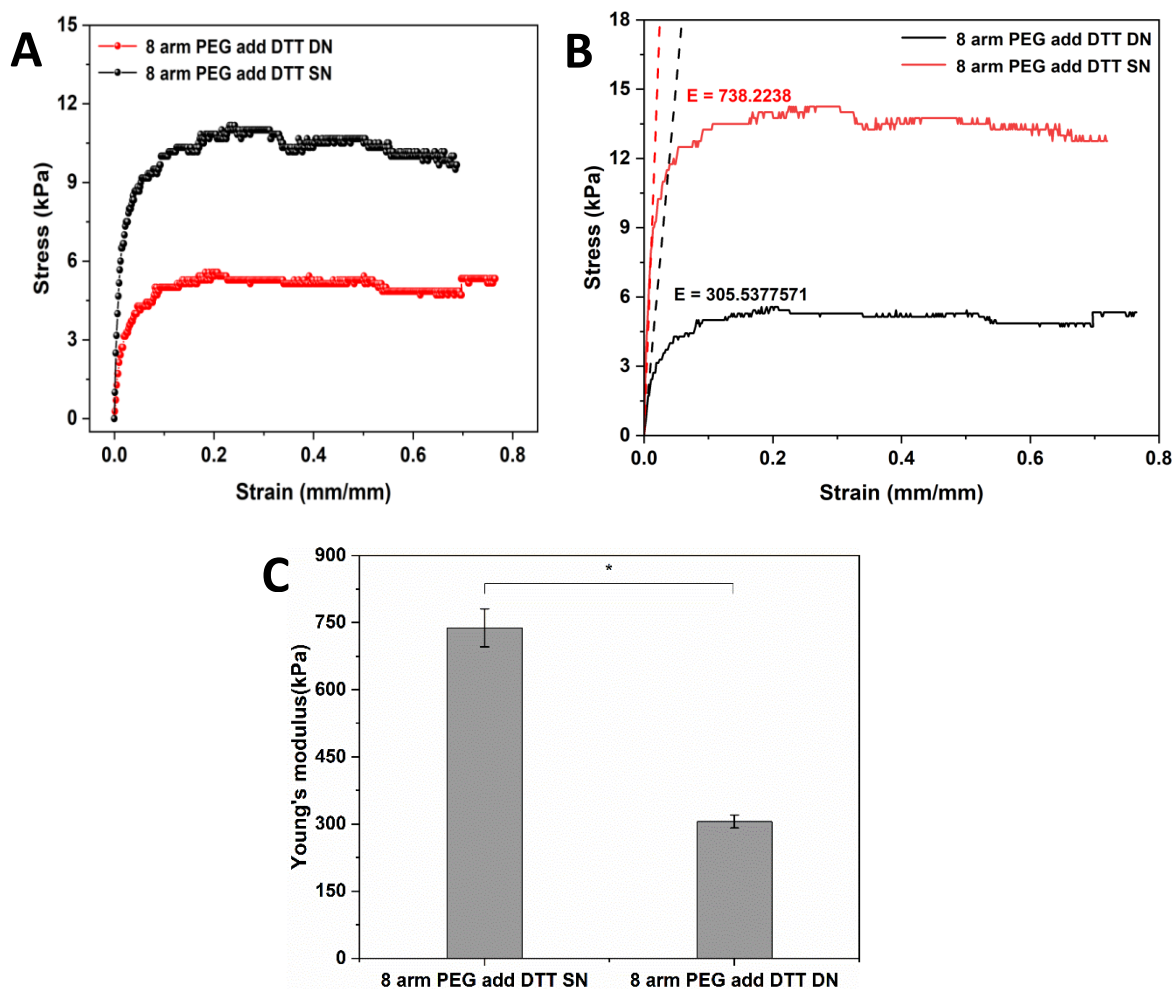 A
15
12
9
6
3
0
Stress (kPa)
8 arm PEG add DTT DN
8 arm PEG add DTT SN
0.0 0.2 0.4 0.6 0.8
Strain (mm/mm)
B
18
15
12
9
6
3
0
Stress (kPa)
8 arm PEG add DTT DN
8 arm PEG add DTT SN
E = 738.2238
E = 305.5377571
0.0 0.2 0.4 0.6 0.8
Strain (mm/mm)
C
900
750
600
450
300
150
0
Young's modulus(kPa)
*
8 arm PEG add DTT SN 8 arm PEG add DTT DN